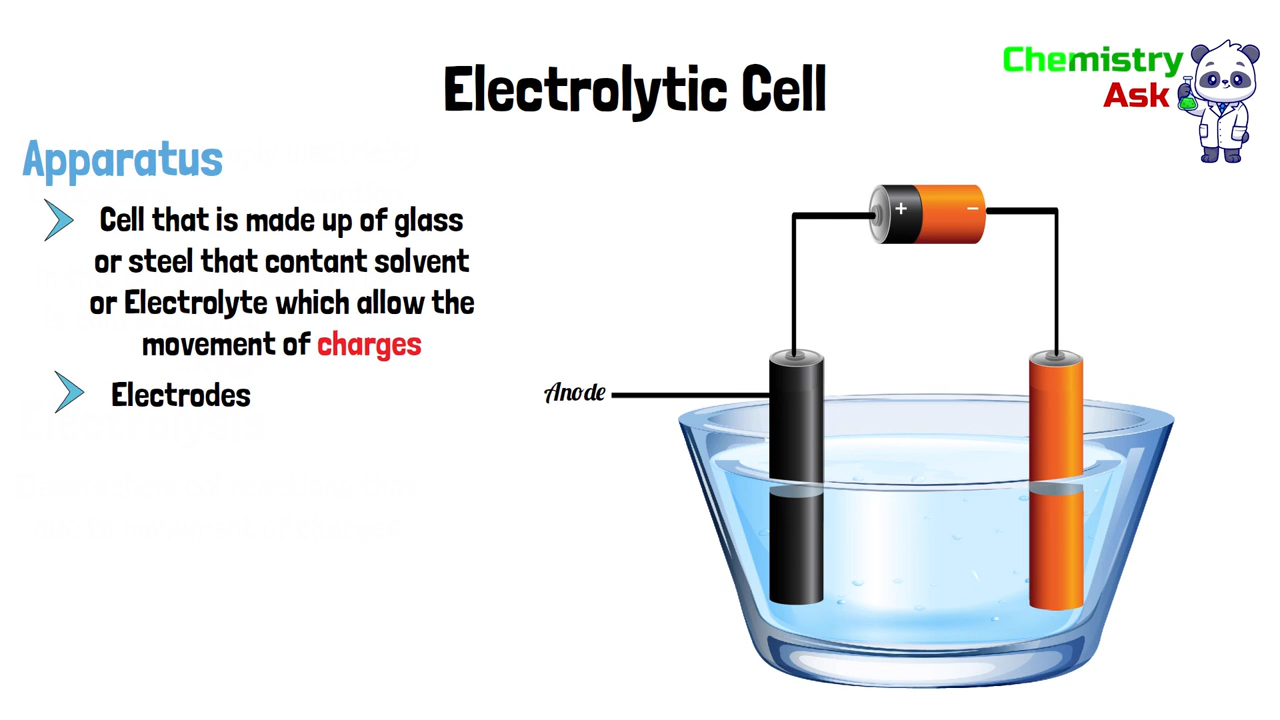 Electrolytic Cell
Chemistry
Ask
Apparatus
Cell that is made up of glass
or steel that contant solvent
or Electrolyte which allow the
movement of charges
Electrodes
+ −
Anode